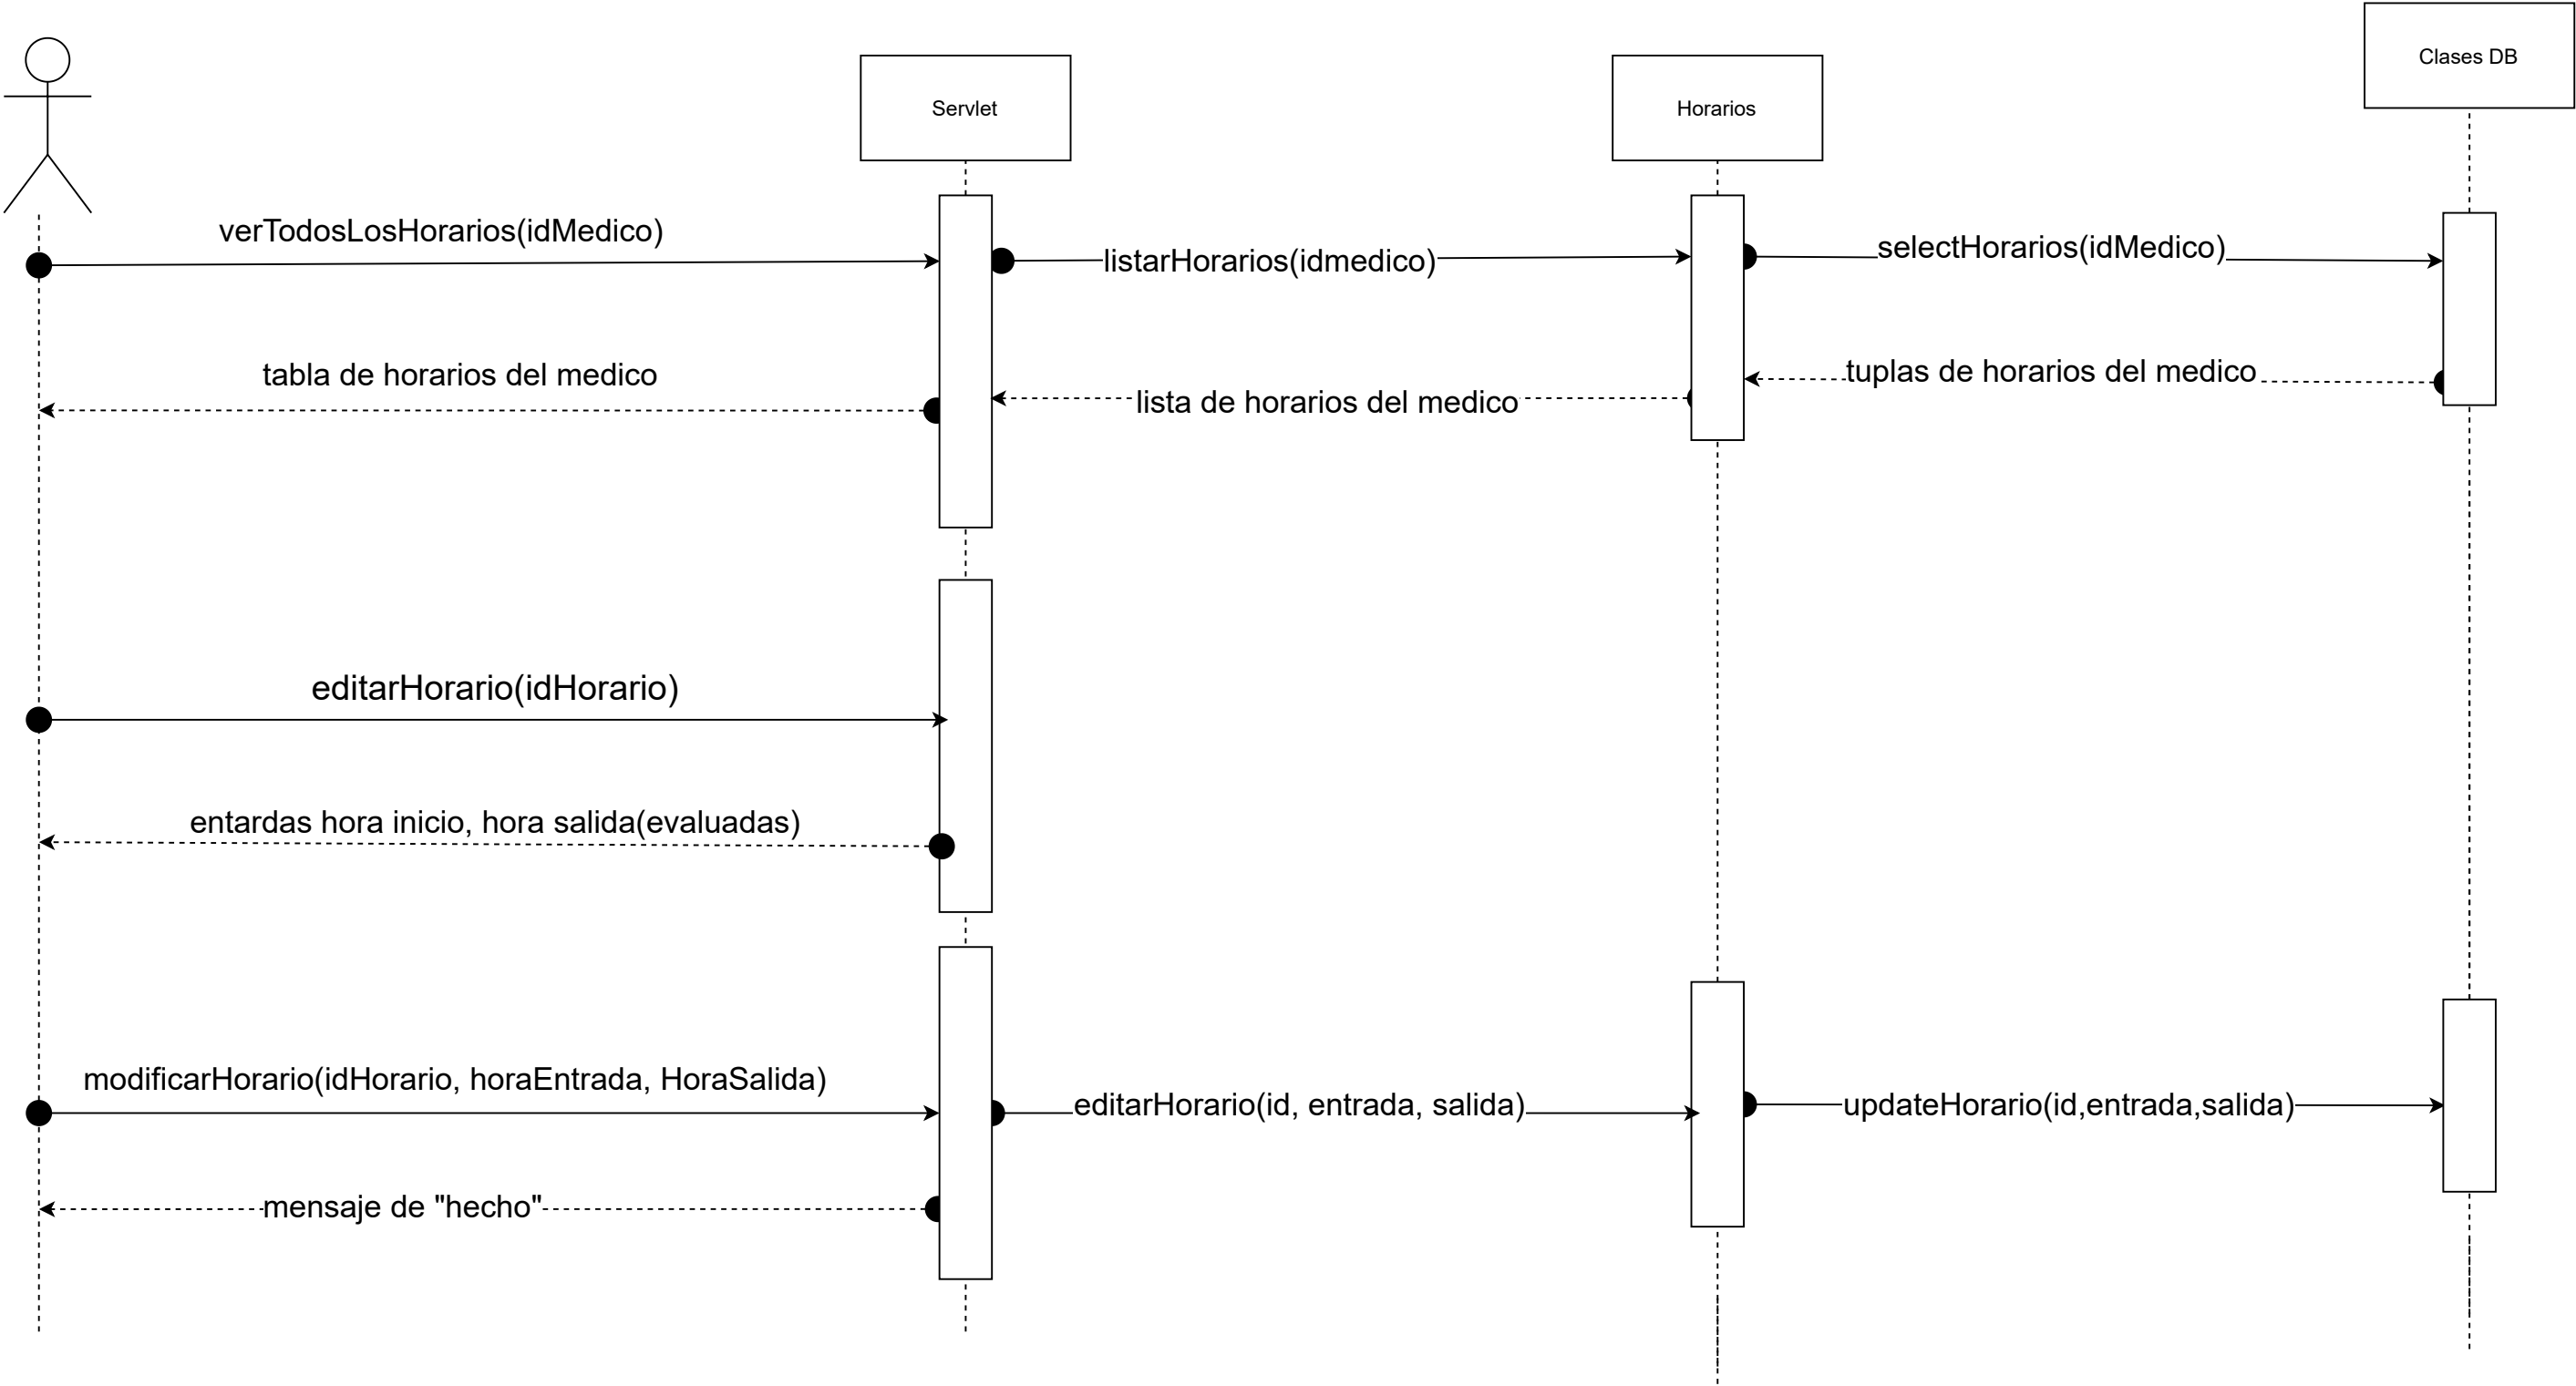 Clases DB
Servlet
Horarios
verTodosLosHorarios(idMedico)
listarHorarios(idmedico)
selectHorarios(idMedico)
tabla de horarios del medico
lista de horarios del medico
tuplas de horarios del medico
editarHorario(idHorario)
entardas hora inicio, hora salida(evaluadas)
modificarHorario(idHorario, horaEntrada, HoraSalida)
editarHorario(id, entrada, salida)
updateHorario(id,entrada,salida)
mensaje de "hecho"